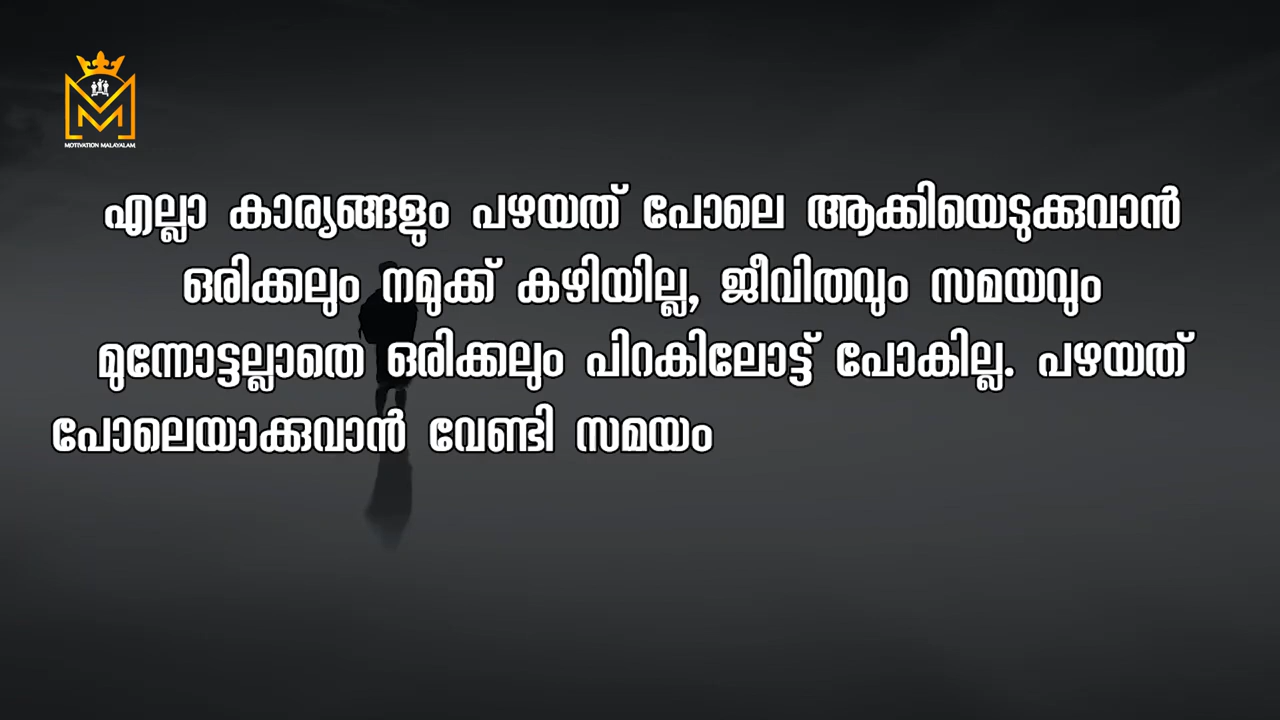 MOTIVATION MALAYALAM
എല്ലാ കാര്യങ്ങളും പഴയത് പോലെ ആക്കിയെടുക്കുവാൻ
ഒരിക്കലും നമുക്ക് കഴിയില്ല, ജീവിതവും സമയവും
മുന്നോട്ടല്ലാതെ ഒരിക്കലും പിറകിലോട്ട് പോകില്ല. പഴയത്
പോലെയാക്കുവാൻ വേണ്ടി സമയം